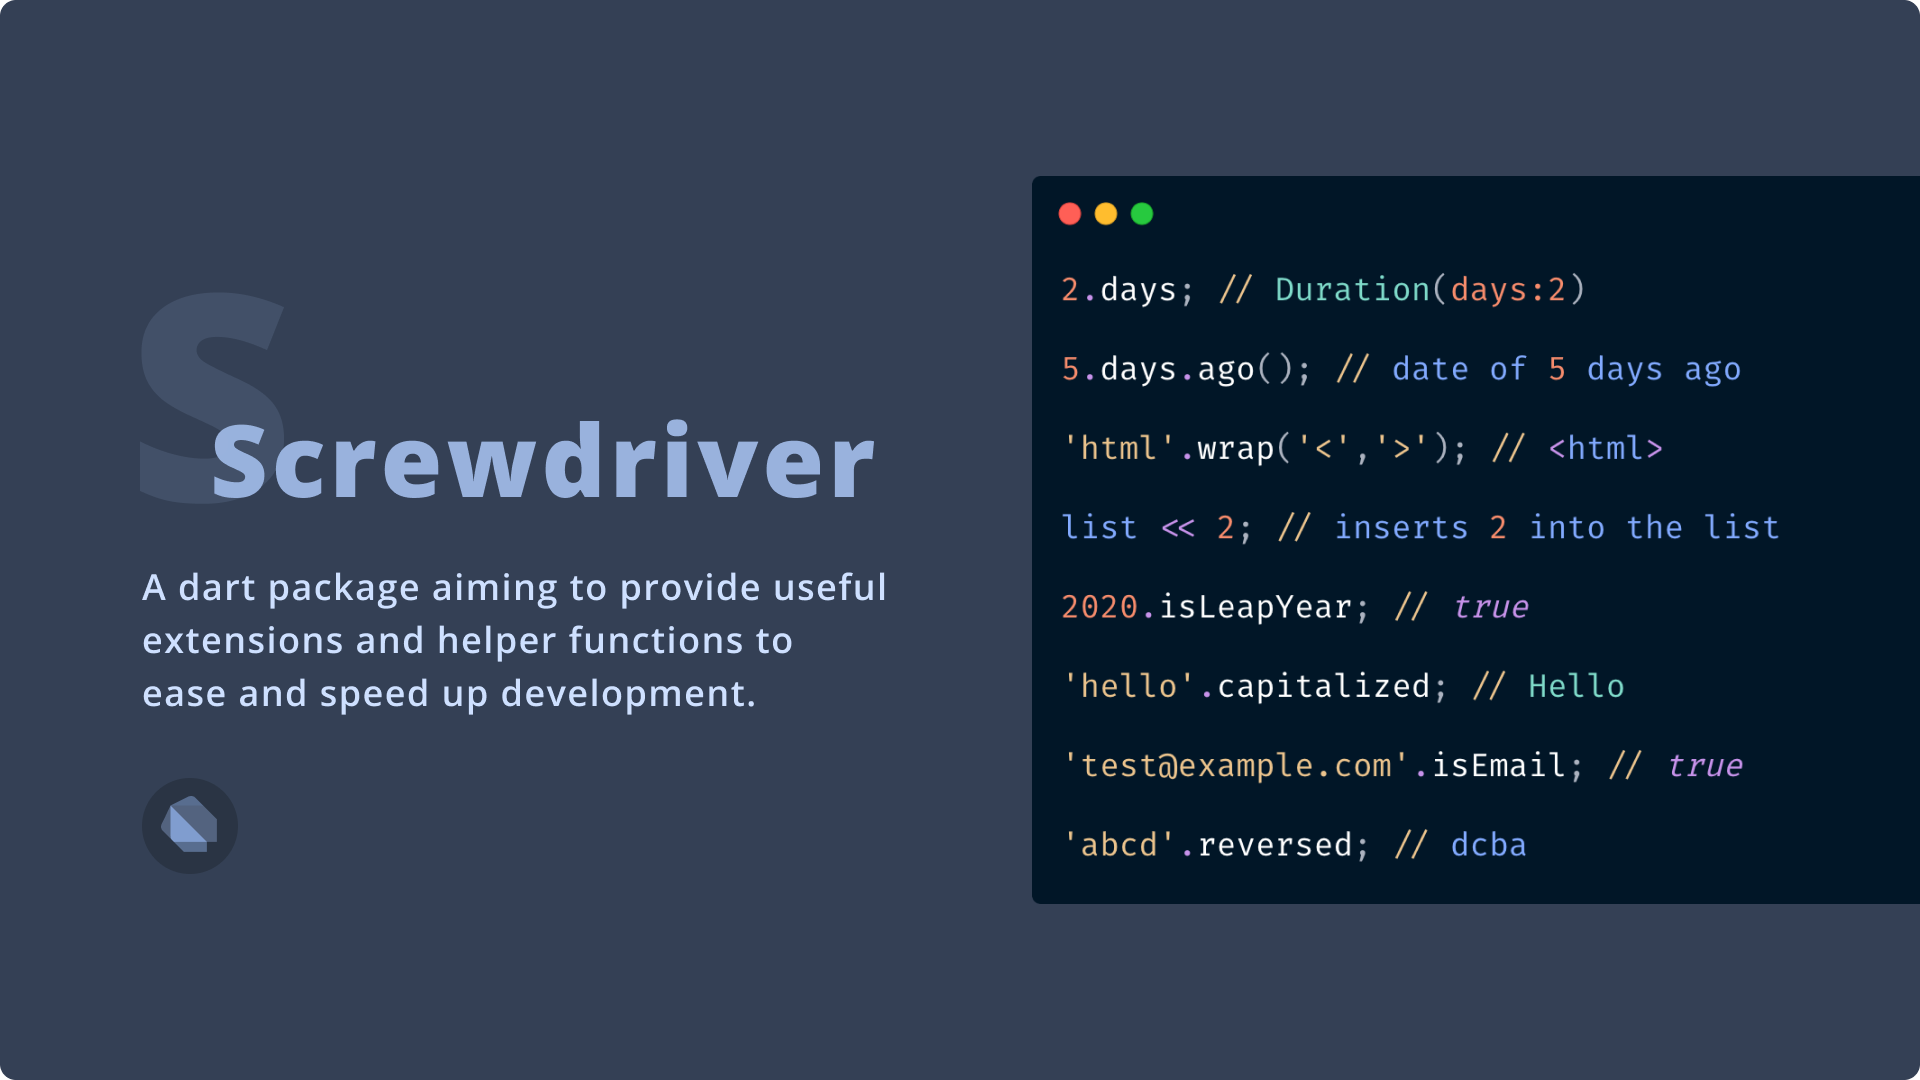 S
Screwdriver
A dart package aiming to provide useful
extensions and helper functions to
ease and speed up development.
2.days; // Duration(days:2)
5.days.ago(); // date of 5 days ago
'html'.wrap('<','>'); // <html>
list << 2; // inserts 2 into the list
2020.isLeapYear; // true
'hello'.capitalized; // Hello
'test@example.com'.isEmail; // true
'abcd'.reversed; // dcba